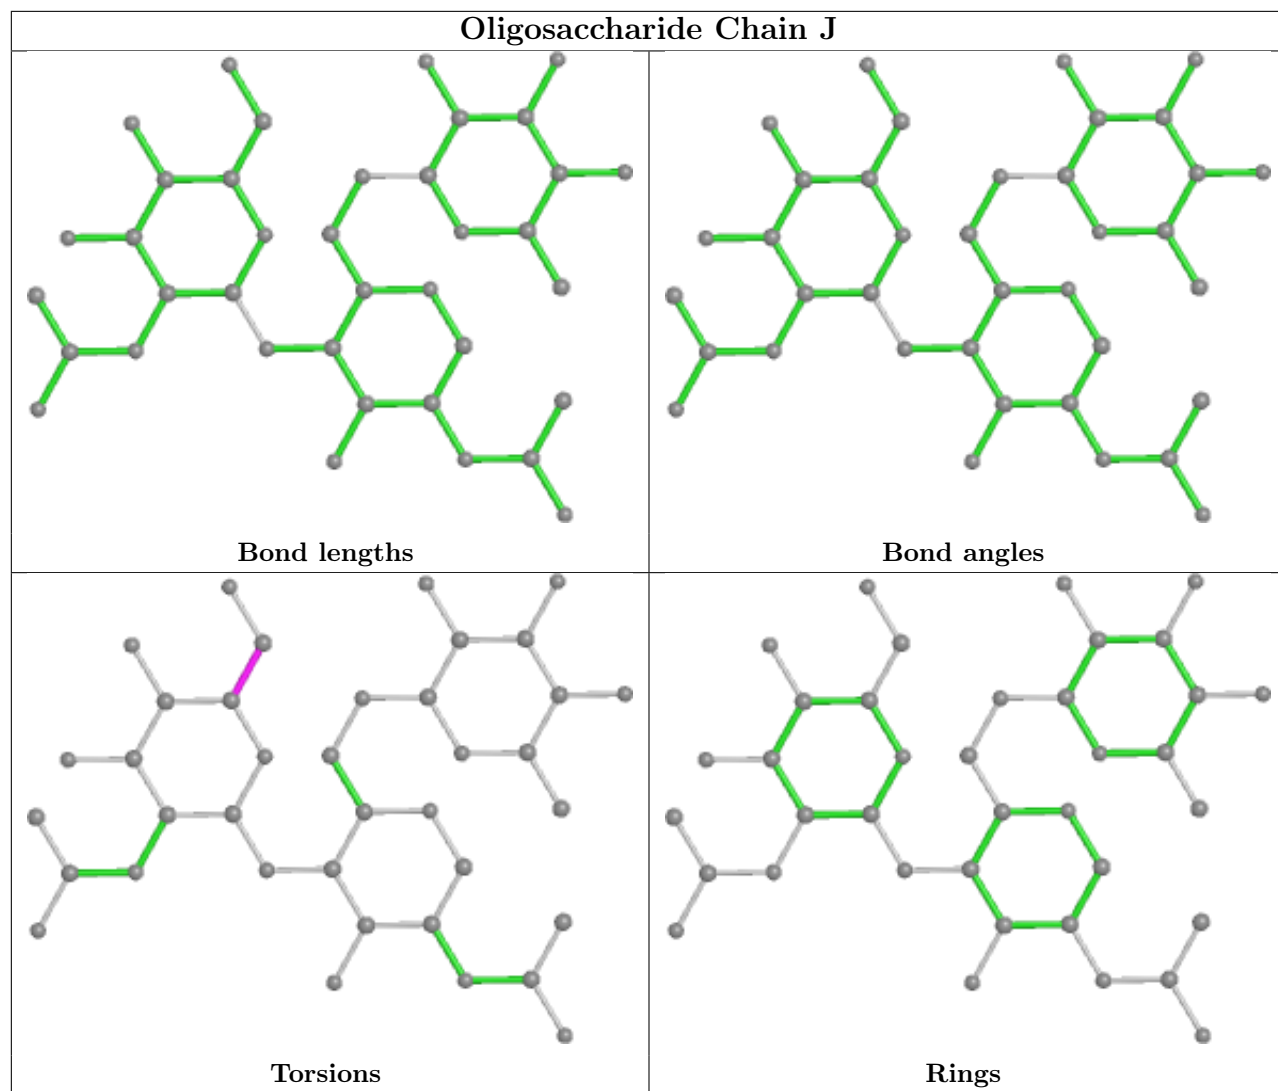 Oligosaccharide Chain J
Bond lengths
Bond angles
Torsions
Rings